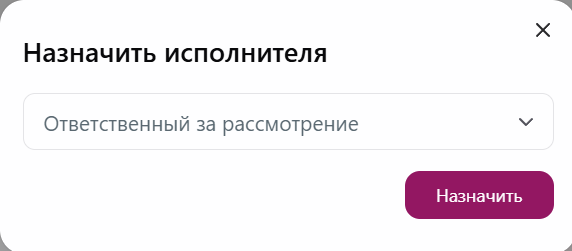 Назначить исполнителя
Ответственный за рассмотрение
Назначить